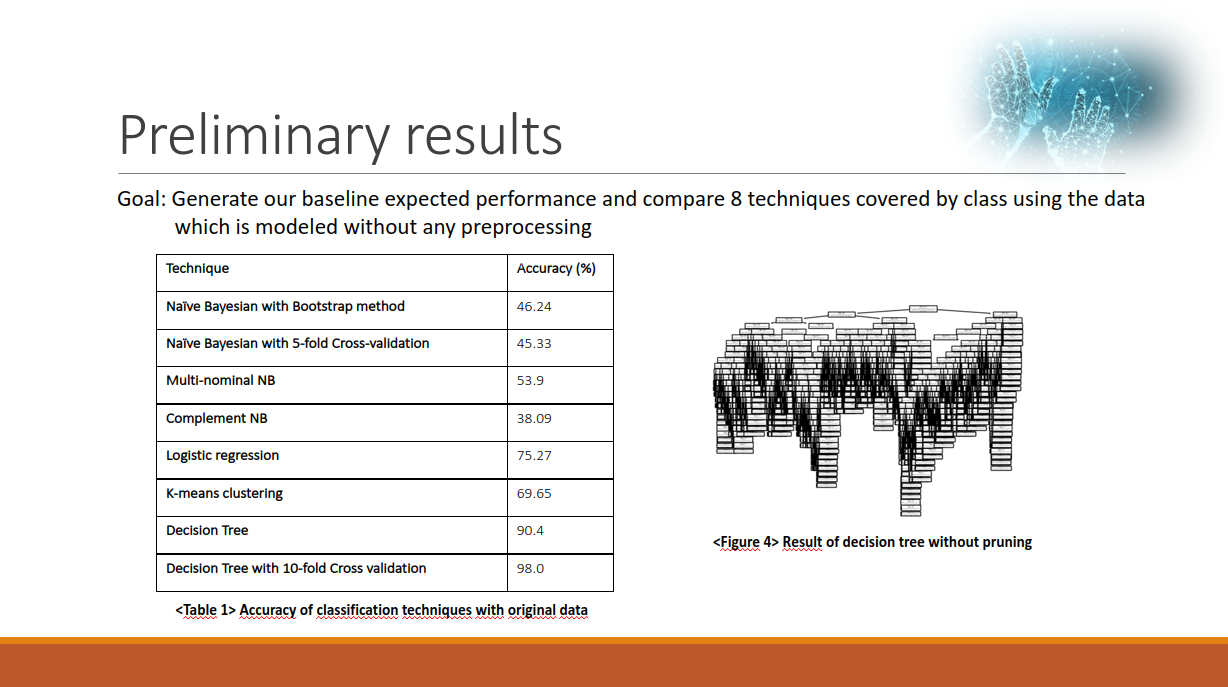 Preliminary results
Goal: Generate our baseline expected performance and compare 8 techniques covered by class using the data
which is modeled without any preprocessing
Technique Accuracy (%)
Naïve Bayesian with Bootstrap method 46.24
Naïve Bayesian with 5-fold Cross-validation 45.33
Multi-nominal NB 53.9
Complement NB 38.09
Logistic regression 75.27
K-means clustering 69.65
Decision Tree 90.4
Decision Tree with 10-fold Cross validation 98.0
<Table 1> Accuracy of classification techniques with original data
<Figure 4> Result of decision tree without pruning